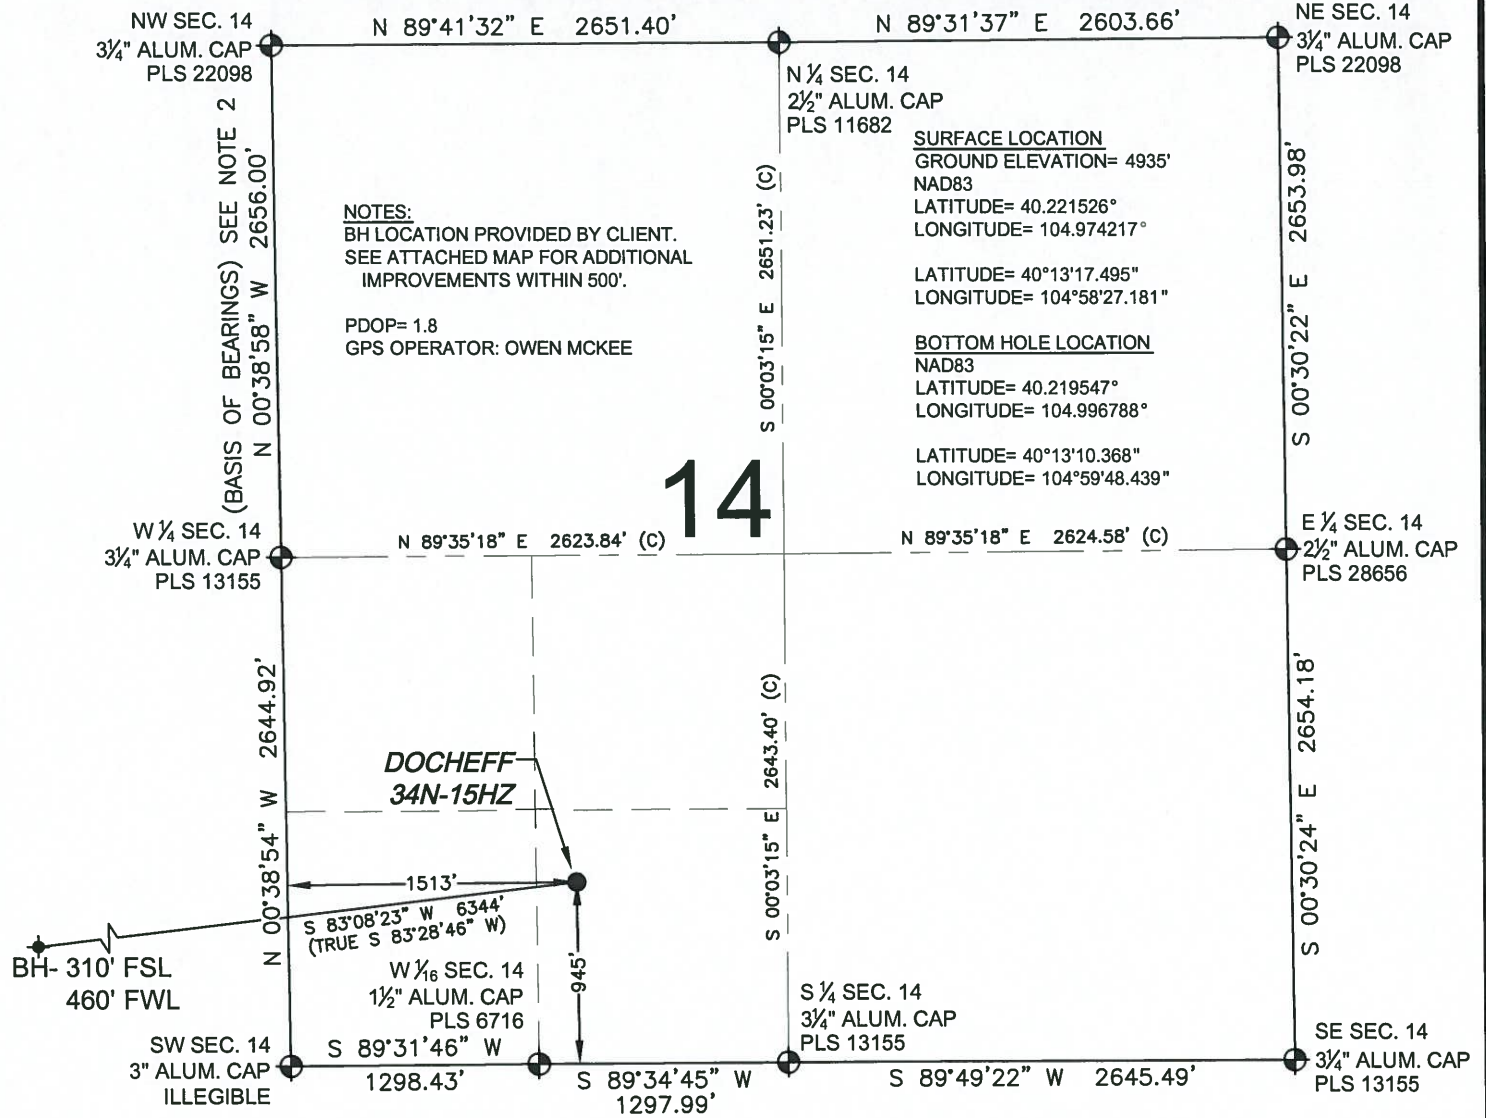 NW SEC. 14
3¼" ALUM. CAP
PLS 22098
N 89°41'32" E 2651.40'
N 89°31'37" E 2603.66'
NE SEC. 14
3¼" ALUM. CAP
PLS 22098
N ¼ SEC. 14
2½" ALUM. CAP
PLS 11682
(BASIS OF BEARINGS) SEE NOTE 2
N 00°38'58" W 2656.00'
NOTES:
BH LOCATION PROVIDED BY CLIENT.
SEE ATTACHED MAP FOR ADDITIONAL
IMPROVEMENTS WITHIN 500'.
PDOP= 1.8
GPS OPERATOR: OWEN MCKEE
S 00°03'15" E 2651.23' (C)
SURFACE LOCATION
GROUND ELEVATION= 4935'
NAD83
LATITUDE= 40.221526°
LONGITUDE= 104.974217°
LATITUDE= 40°13'17.495"
LONGITUDE= 104°58'27.181"
BOTTOM HOLE LOCATION
NAD83
LATITUDE= 40.219547°
LONGITUDE= 104.996788°
LATITUDE= 40°13'10.368"
LONGITUDE= 104°59'48.439"
S 00°30'22" E 2653.98'
14
W ¼ SEC. 14
3¼" ALUM. CAP
PLS 13155
N 89°35'18" E 2623.84' (C)
N 89°35'18" E 2624.58' (C)
E ¼ SEC. 14
2½" ALUM. CAP
PLS 28656
N 00°38'54" W 2644.92'
DOCHEFF
34N-15HZ
S 00°03'15" E 2643.40' (C)
S 00°30'24" E 2654.18'
1513'
S 83°08'23" W 6344'
(TRUE S 83°28'46" W)
945'
BH- 310' FSL
460' FWL
W 1⁄16 SEC. 14
1½" ALUM. CAP
PLS 6716
S ¼ SEC. 14
3¼" ALUM. CAP
PLS 13155
SW SEC. 14
3" ALUM. CAP
ILLEGIBLE
S 89°31'46" W
1298.43'
S 89°34'45" W
1297.99'
S 89°49'22" W 2645.49'
SE SEC. 14
3¼" ALUM. CAP
PLS 13155